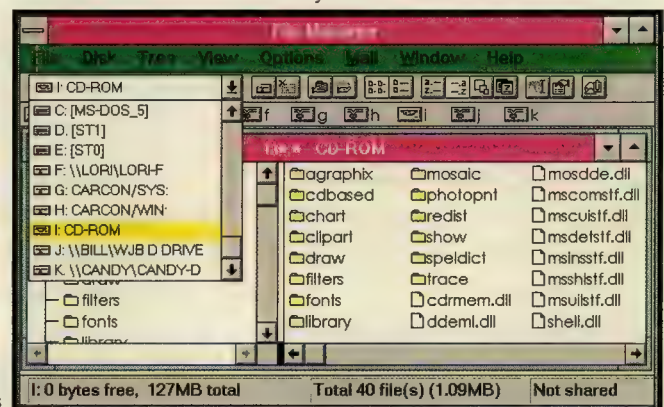 File Manager
File Disk Tree View Options Mail Window Help
I: CD-ROM
f g h i j k
C: [MS-DOS_5]
D. [ST1]
E: [ST0]
F: \\LORI\LORI-F
G: CARCON/SYS:
H: CARCON/WIN:
I: CD-ROM
J: \\BILL\WJB D DRIVE
K. \\CANDY\CANDY-D
CD-ROM
agraphix mosaic mosdde.dll
cdbased photopnt mscomstf.dll
chart redist mscuistf.dll
clipart show msdetstf.dll
draw speldict msinsstf.dll
filters trace msshlstf.dll
fonts cdrmem.dll msuilstf.dll
library ddeml.dll shell.dll
draw
filters
fonts
library
I: 0 bytes free, 127MB total Total 40 file(s) (1.09MB) Not shared